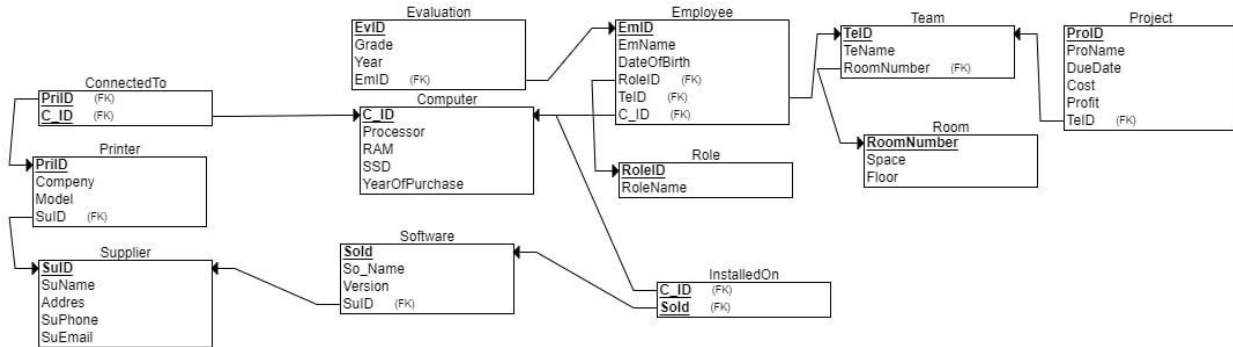 Evaluation
EvID
Grade
Year
EmID (FK)
Employee
EmID
EmName
DateOfBirth
RoleID (FK)
TeID (FK)
C_ID (FK)
Team
TeID
TeName
RoomNumber (FK)
Project
ProID
ProName
DueDate
Cost
Profit
TeID (FK)
ConnectedTo
PriID (FK)
C_ID (FK)
Computer
C_ID
Processor
RAM
SSD
YearOfPurchase
Room
RoomNumber
Space
Floor
Printer
PriID
Compeny
Model
SuID (FK)
Role
RoleID
RoleName
Supplier
SuID
SuName
Addres
SuPhone
SuEmail
Software
SoId
So_Name
Version
SuID (FK)
InstalledOn
C_ID (FK)
SoId (FK)